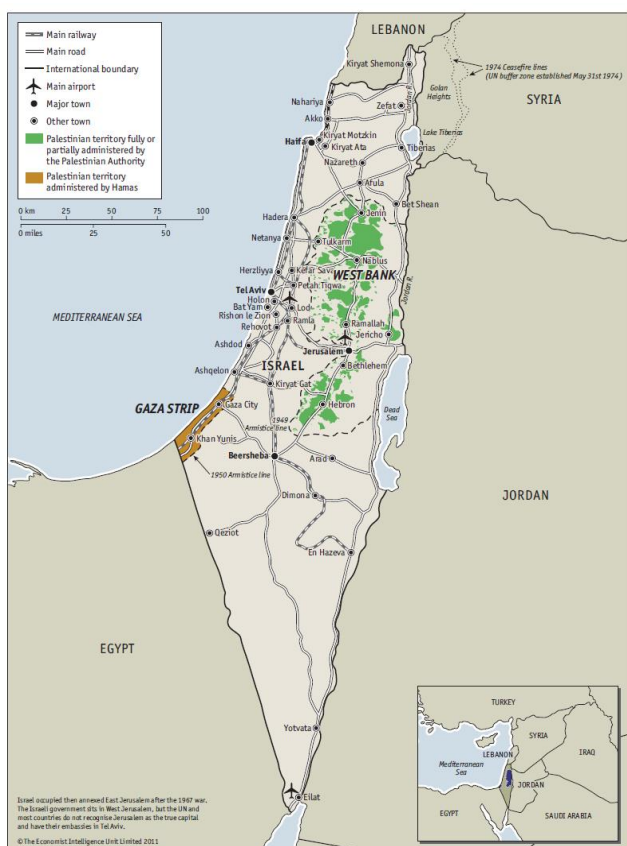 Main railway
Main road
International boundary
Main airport
Major town
Other town
Palestinian territory fully or
partially administered by
the Palestinian Authority
Palestinian territory
administered by Hamas
0 km 25 50 75 100
0 miles 20 40 60
LEBANON
Kiryat Shemona
1974 Ceasefire lines
(UN buffer zone established May 31st 1974)
Golan
Heights
Jordan R.
SYRIA
Nahariya
Zefat
Akko
Lake Tiberias
Kiryat Motzkin
Haifa
Kiryat Ata
Tiberias
Nazareth
Afula
Bet Shean
Hadera
Jenin
Netanya
Tulkarm
Nablus
Herzliyya
Kefar Sava
WEST BANK
Jordan R.
Petah Tiqwa
Tel Aviv
Holon
Bat Yam
Lod
Rishon le Zion
Ramla
Rehovot
Ramallah
Jericho
MEDITERRANEAN SEA
Ashdod
Jerusalem
ISRAEL
Bethlehem
Ashqelon
Kiryat Gat
GAZA STRIP
Gaza City
Hebron
Dead
Sea
1949
Armistice line
Khan Yunis
Beersheba
Arad
1950 Armistice line
Dimona
JORDAN
Qeziot
En Hazeva
EGYPT
Yotvata
Eilat
Israel occupied then annexed East Jerusalem after the 1967 war.
The Israeli government sits in West Jerusalem, but the UN and
most countries do not recognise Jerusalem as the true capital
and have their embassies in Tel Aviv.
© The Economist Intelligence Unit Limited 2011
TURKEY
SYRIA
LEBANON
IRAQ
Mediterranean
Sea
JORDAN
EGYPT
SAUDI ARABIA